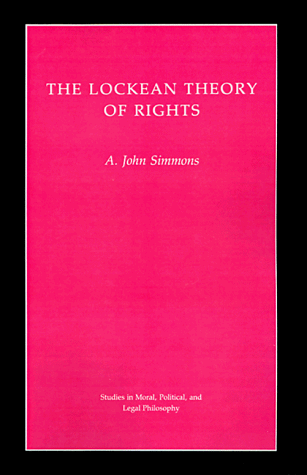 THE LOCKEAN THEORY
OF RIGHTS
A. John Simmons
Studies in Moral, Political, and
Legal Philosophy